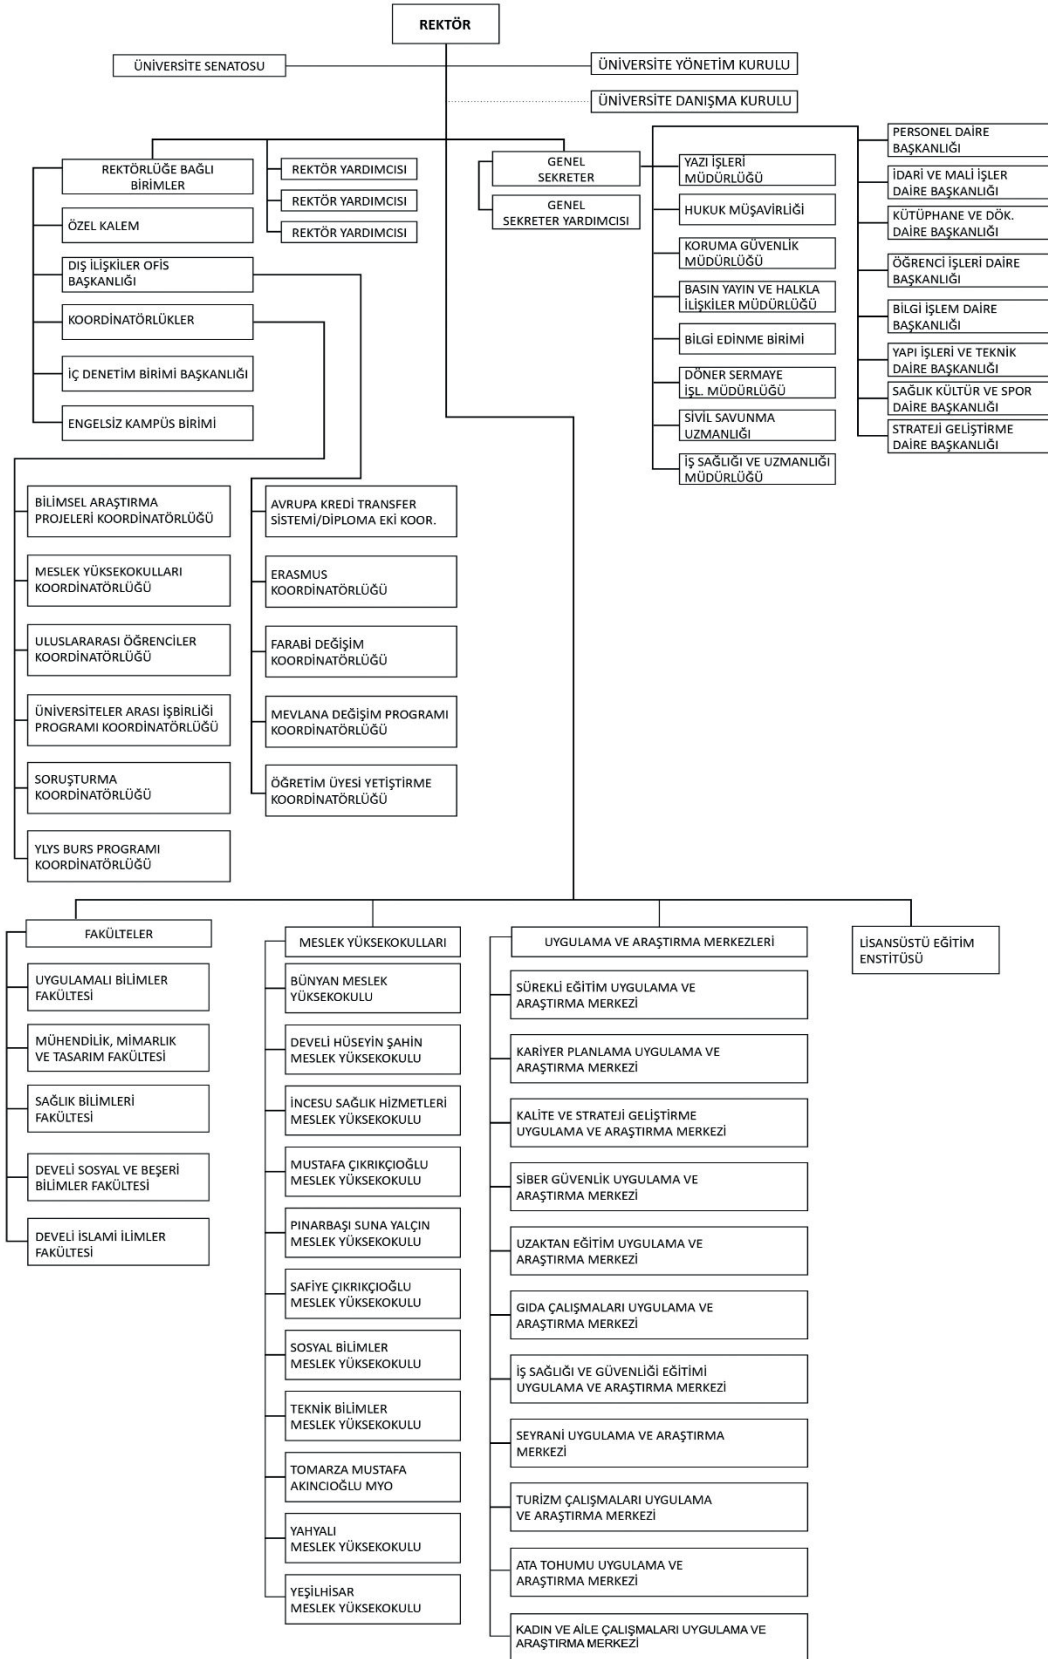 REKTÖR
ÜNİVERSİTE SENATOSU
ÜNİVERSİTE YÖNETİM KURULU
ÜNİVERSİTE DANIŞMA KURULU
REKTÖRLÜĞE BAĞLI
BİRİMLER
ÖZEL KALEM
DIŞ İLİŞKİLER OFİS
BAŞKANLIĞI
KOORDİNATÖRLÜKLER
İÇ DENETİM BİRİMİ BAŞKANLIĞI
ENGELSİZ KAMPÜS BİRİMİ
REKTÖR YARDIMCISI
REKTÖR YARDIMCISI
REKTÖR YARDIMCISI
GENEL
SEKRETER
GENEL
SEKRETER YARDIMCISI
YAZI İŞLERİ
MÜDÜRLÜĞÜ
HUKUK MÜŞAVİRLİĞİ
KORUMA GÜVENLİK
MÜDÜRLÜĞÜ
BASIN YAYIN VE HALKLA
İLİŞKİLER MÜDÜRLÜĞÜ
BİLGİ EDİNME BİRİMİ
DÖNER SERMAYE
İŞL. MÜDÜRLÜĞÜ
SİVİL SAVUNMA
UZMANLIĞI
İŞ SAĞLIĞI VE UZMANLIĞI
MÜDÜRLÜĞÜ
PERSONEL DAİRE
BAŞKANLIĞI
İDARİ VE MALİ İŞLER
DAİRE BAŞKANLIĞI
KÜTÜPHANE VE DÖK.
DAİRE BAŞKANLIĞI
ÖĞRENCİ İŞLERİ DAİRE
BAŞKANLIĞI
BİLGİ İŞLEM DAİRE
BAŞKANLIĞI
YAPI İŞLERİ VE TEKNİK
DAİRE BAŞKANLIĞI
SAĞLIK KÜLTÜR VE SPOR
DAİRE BAŞKANLIĞI
STRATEJİ GELİŞTİRME
DAİRE BAŞKANLIĞI
BİLİMSEL ARAŞTIRMA
PROJELERİ KOORDİNATÖRLÜĞÜ
MESLEK YÜKSEKOKULLARI
KOORDİNATÖRLÜĞÜ
ULUSLARARASI ÖĞRENCİLER
KOORDİNATÖRLÜĞÜ
ÜNİVERSİTELER ARASI İŞBİRLİĞİ
PROGRAMI KOORDİNATÖRLÜĞÜ
SORUŞTURMA
KOORDİNATÖRLÜĞÜ
YLYS BURS PROGRAMI
KOORDİNATÖRLÜĞÜ
AVRUPA KREDİ TRANSFER
SİSTEMİ/DİPLOMA EKİ KOOR.
ERASMUS
KOORDİNATÖRLÜĞÜ
FARABİ DEĞİŞİM
KOORDİNATÖRLÜĞÜ
MEVLANA DEĞİŞİM PROGRAMI
KOORDİNATÖRLÜĞÜ
ÖĞRETİM ÜYESİ YETİŞTİRME
KOORDİNATÖRLÜĞÜ
FAKÜLTELER
UYGULAMALI BİLİMLER
FAKÜLTESİ
MÜHENDİLİK, MİMARLIK
VE TASARIM FAKÜLTESİ
SAĞLIK BİLİMLERİ
FAKÜLTESİ
DEVELİ SOSYAL VE BEŞERİ
BİLİMLER FAKÜLTESİ
DEVELİ İSLAMİ İLİMLER
FAKÜLTESİ
MESLEK YÜKSEKOKULLARI
BÜNYAN MESLEK
YÜKSEKOKULU
DEVELİ HÜSEYİN ŞAHİN
MESLEK YÜKSEKOKULU
İNCESU SAĞLIK HİZMETLERİ
MESLEK YÜKSEKOKULU
MUSTAFA ÇIKRIKÇIOĞLU
MESLEK YÜKSEKOKULU
PINARBAŞI SUNA YALÇIN
MESLEK YÜKSEKOKULU
SAFİYE ÇIKRIKÇIOĞLU
MESLEK YÜKSEKOKULU
SOSYAL BİLİMLER
MESLEK YÜKSEKOKULU
TEKNİK BİLİMLER
MESLEK YÜKSEKOKULU
TOMARZA MUSTAFA
AKINCIOĞLU MYO
YAHYALI
MESLEK YÜKSEKOKULU
YEŞİLHİSAR
MESLEK YÜKSEKOKULU
UYGULAMA VE ARAŞTIRMA MERKEZLERİ
SÜREKLİ EĞİTİM UYGULAMA VE
ARAŞTIRMA MERKEZİ
KARİYER PLANLAMA UYGULAMA VE
ARAŞTIRMA MERKEZİ
KALİTE VE STRATEJİ GELİŞTİRME
UYGULAMA VE ARAŞTIRMA MERKEZİ
SİBER GÜVENLİK UYGULAMA VE
ARAŞTIRMA MERKEZİ
UZAKTAN EĞİTİM UYGULAMA VE
ARAŞTIRMA MERKEZİ
GIDA ÇALIŞMALARI UYGULAMA VE
ARAŞTIRMA MERKEZİ
İŞ SAĞLIĞI VE GÜVENLİĞİ EĞİTİMİ
UYGULAMA VE ARAŞTIRMA MERKEZİ
SEYRANİ UYGULAMA VE ARAŞTIRMA
MERKEZİ
TURİZM ÇALIŞMALARI UYGULAMA
VE ARAŞTIRMA MERKEZİ
ATA TOHUMU UYGULAMA VE
ARAŞTIRMA MERKEZİ
KADIN VE AİLE ÇALIŞMALARI UYGULAMA VE
ARAŞTIRMA MERKEZİ
LİSANSÜSTÜ EĞİTİM
ENSTİTÜSÜ